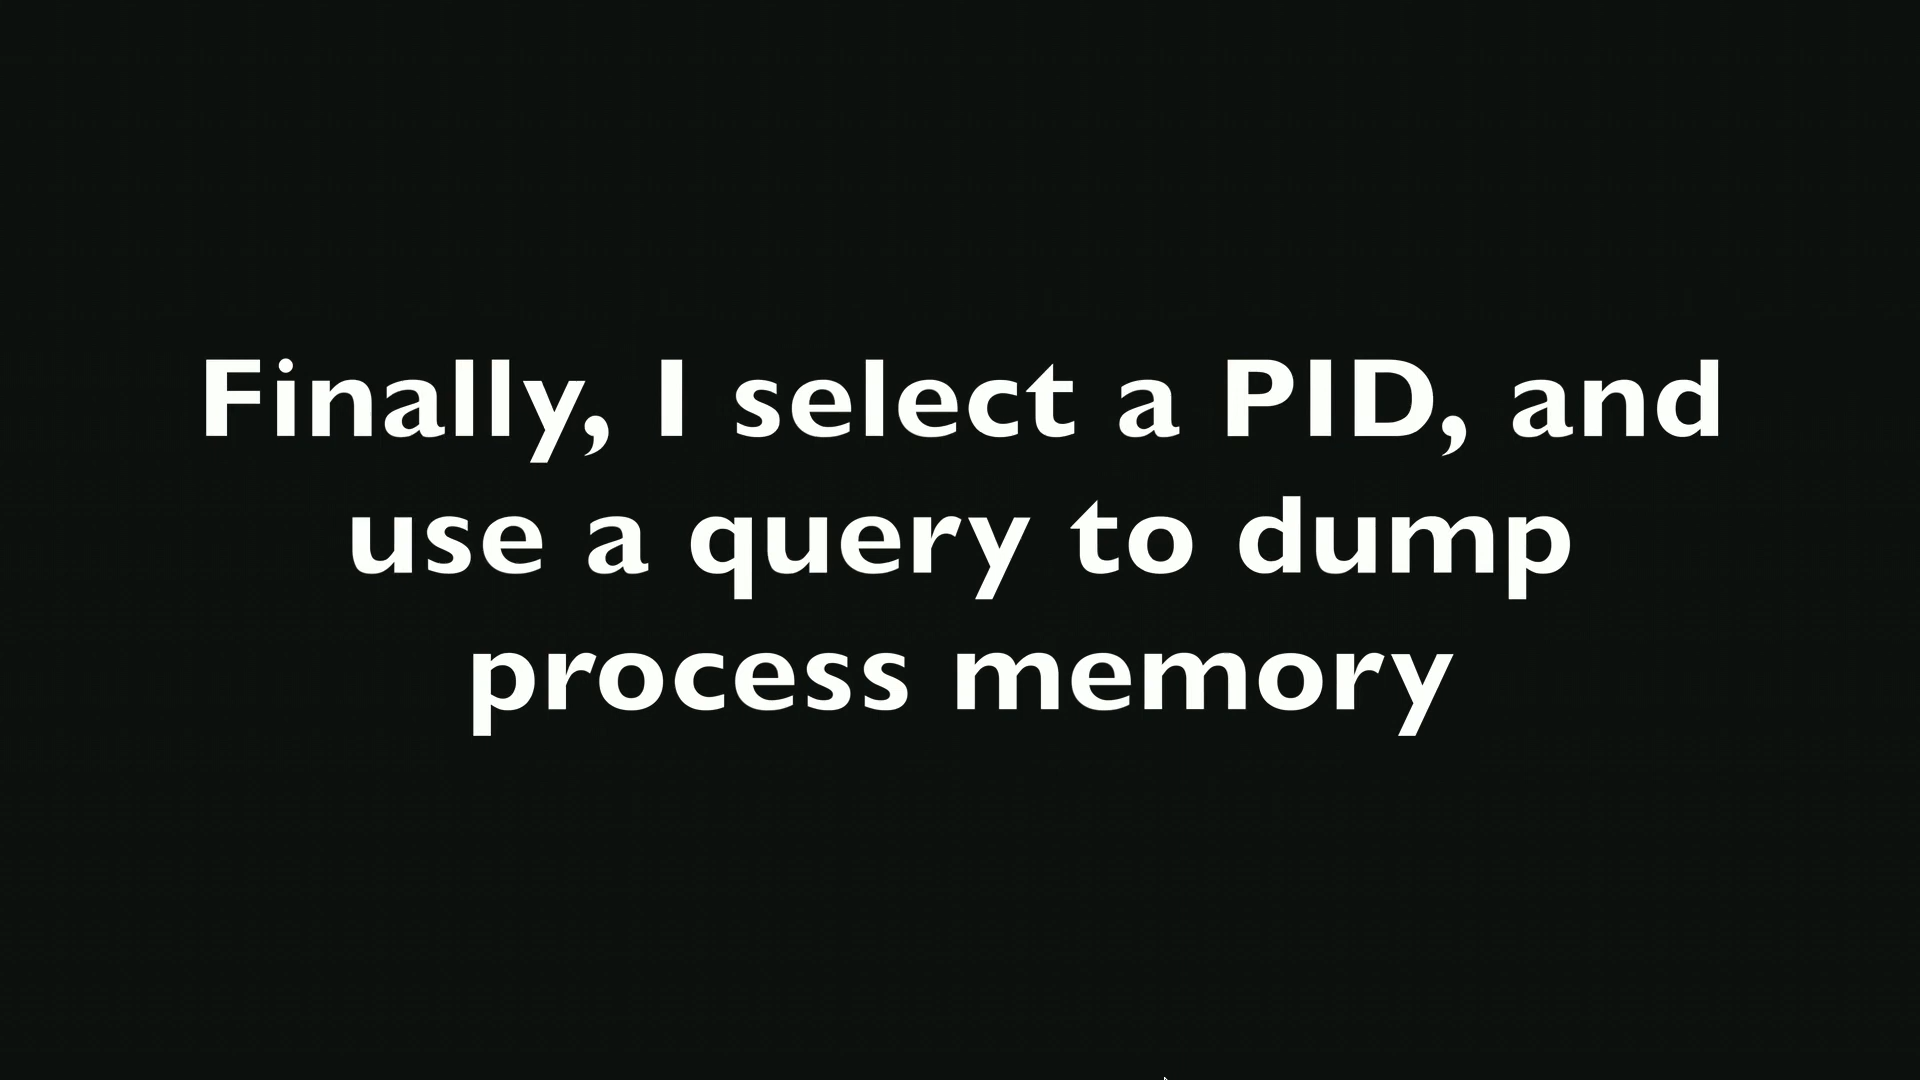 Finally, I select a PID, and
use a query to dump
process memory